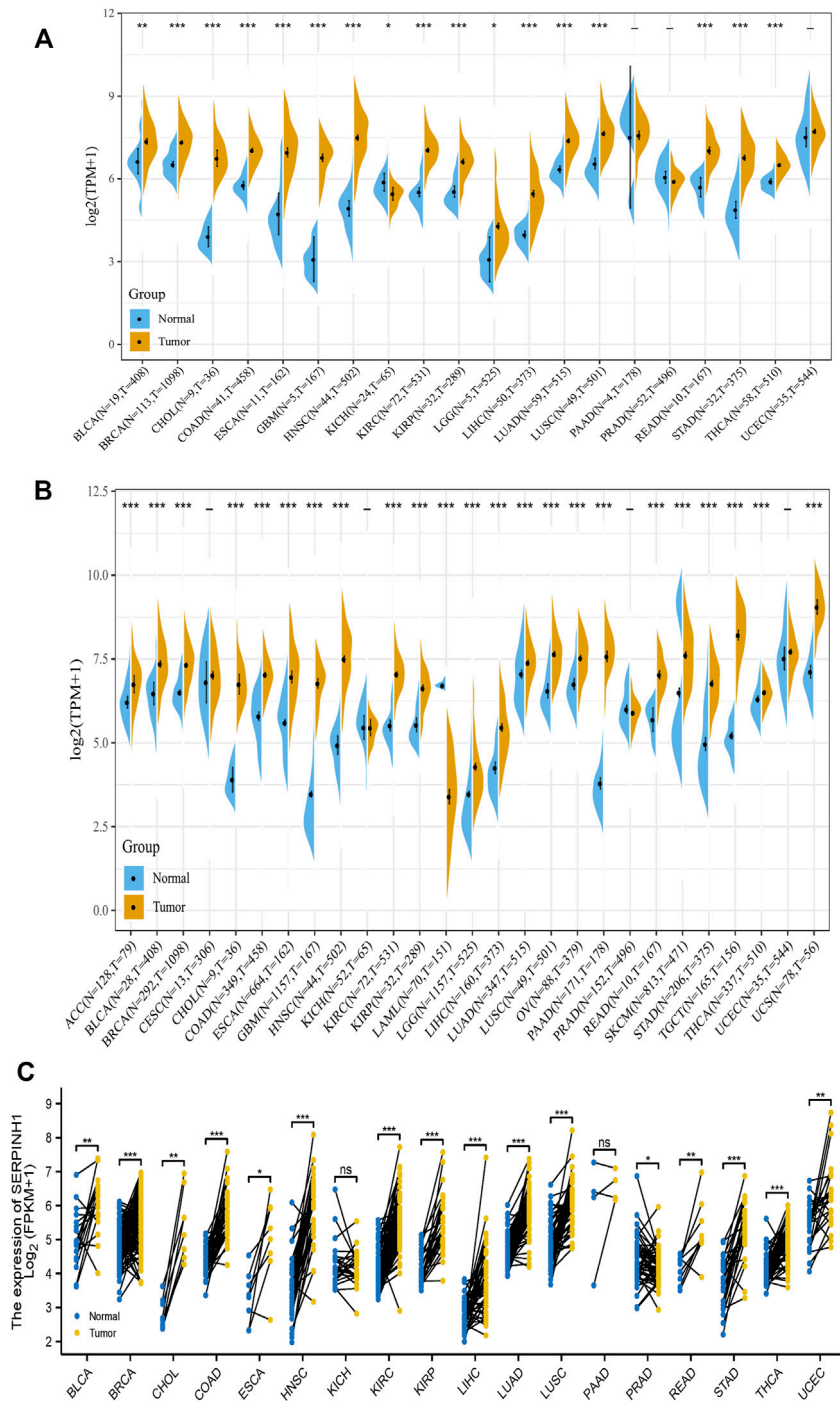 A
12
9
6
3
0
log2(TPM+1)
** *** *** *** *** *** *** * *** *** * *** *** *** – – *** *** *** –
Group
Normal
Tumor
BLCA(N=19,T=408)
BRCA(N=113,T=1098)
CHOL(N=9,T=36)
COAD(N=41,T=458)
ESCA(N=11,T=162)
GBM(N=5,T=167)
HNSC(N=44,T=502)
KICH(N=24,T=65)
KIRC(N=72,T=531)
KIRP(N=32,T=289)
LGG(N=5,T=525)
LIHC(N=50,T=373)
LUAD(N=59,T=515)
LUSC(N=49,T=501)
PAAD(N=4,T=178)
PRAD(N=52,T=496)
READ(N=10,T=167)
STAD(N=32,T=375)
THCA(N=58,T=510)
UCEC(N=35,T=544)
B
12.5
10.0
7.5
5.0
2.5
0.0
log2(TPM+1)
*** *** *** – *** *** *** *** *** – *** *** *** *** *** *** *** *** *** – *** *** *** *** *** – ***
Group
Normal
Tumor
ACC(N=128,T=79)
BLCA(N=28,T=408)
BRCA(N=292,T=1098)
CESC(N=13,T=306)
CHOL(N=9,T=36)
COAD(N=349,T=458)
ESCA(N=664,T=162)
GBM(N=1157,T=167)
HNSC(N=44,T=502)
KICH(N=52,T=65)
KIRC(N=72,T=531)
KIRP(N=32,T=289)
LAML(N=70,T=151)
LGG(N=1157,T=525)
LIHC(N=160,T=373)
LUAD(N=347,T=515)
LUSC(N=49,T=501)
OV(N=88,T=379)
PAAD(N=171,T=178)
PRAD(N=152,T=496)
READ(N=10,T=167)
SKCM(N=813,T=471)
STAD(N=206,T=375)
TGCT(N=165,T=156)
THCA(N=337,T=510)
UCEC(N=35,T=544)
UCS(N=78,T=56)
C
The expression of SERPINH1
Log2 (FPKM+1)
9
8
7
6
5
4
3
2
** *** ** *** * *** ns *** *** *** *** *** ns * ** *** *** **
Normal
Tumor
BLCA
BRCA
CHOL
COAD
ESCA
HNSC
KICH
KIRC
KIRP
LIHC
LUAD
LUSC
PAAD
PRAD
READ
STAD
THCA
UCEC